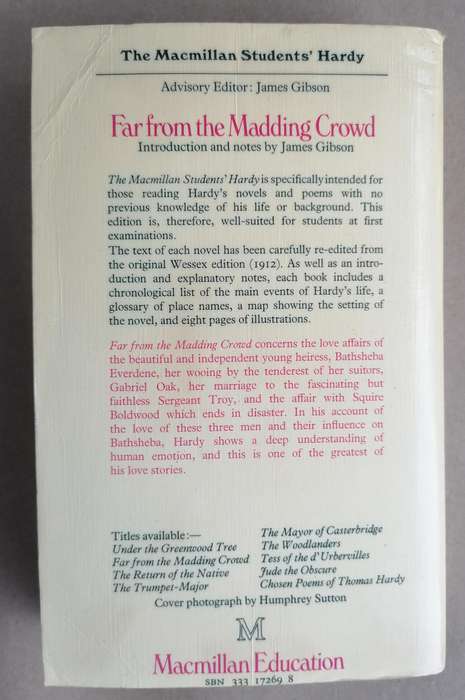 The Macmillan Students' Hardy
Advisory Editor: James Gibson
Far from the Madding Crowd
Introduction and notes by James Gibson
The Macmillan Students' Hardy is specifically intended for
those reading Hardy's novels and poems with no
previous knowledge of his life or background. This
edition is, therefore, well-suited for students at first
examinations.
The text of each novel has been carefully re-edited from
the original Wessex edition (1912). As well as an intro-
duction and explanatory notes, each book includes a
chronological list of the main events of Hardy's life, a
glossary of place names, a map showing the setting of
the novel, and eight pages of illustrations.
Far from the Madding Crowd concerns the love affairs of
the beautiful and independent young heiress, Bathsheba
Everdene, her wooing by the tenderest of her suitors,
Gabriel Oak, her marriage to the fascinating but
faithless Sergeant Troy, and the affair with Squire
Boldwood which ends in disaster. In his account of
the love of these three men and their influence on
Bathsheba, Hardy shows a deep understanding of
human emotion, and this is one of the greatest of
his love stories.
Titles available:—
Under the Greenwood Tree
Far from the Madding Crowd
The Return of the Native
The Trumpet-Major
The Mayor of Casterbridge
The Woodlanders
Tess of the d'Urbervilles
Jude the Obscure
Chosen Poems of Thomas Hardy
Cover photograph by Humphrey Sutton
M
Macmillan Education
SBN 333 17269 8